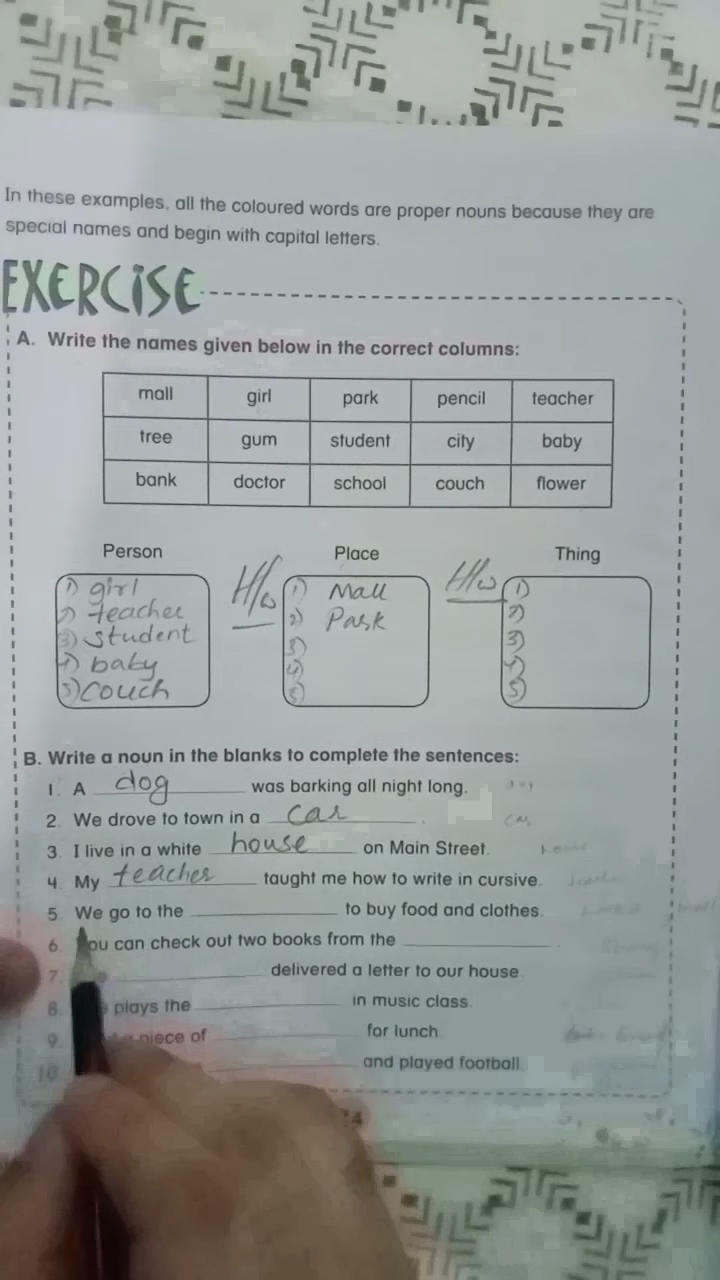 In these examples, all the coloured words are proper nouns because they are
special names and begin with capital letters.
EXERCISE
A. Write the names given below in the correct columns:
mall girl park pencil teacher
tree gum student city baby
bank doctor school couch flower
Person Place Thing
1) girl H/w 1) Mall H/w 1)
2) teacher 2) Park 2)
3) student 3) 3)
4) baby 4) 4)
5) couch 5) 5)
B. Write a noun in the blanks to complete the sentences:
1. A dog was barking all night long.
2. We drove to town in a car.
3. I live in a white house on Main Street.
4. My teacher taught me how to write in cursive.
5. We go to the to buy food and clothes.
6. ou can check out two books from the
7. delivered a letter to our house
8. plays the in music class.
9. piece of for lunch
10 and played football